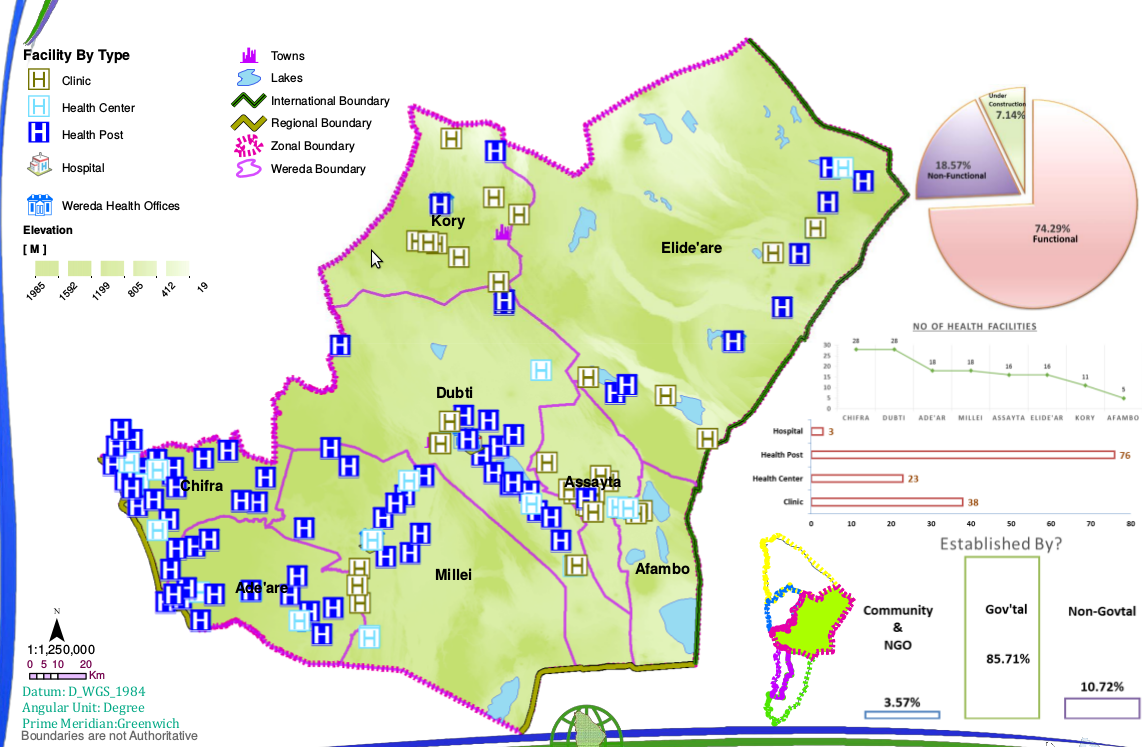 Facility By Type
Clinic
Health Center
Health Post
Hospital
Wereda Health Offices
Elevation
[ M ]
1985 1592 1199 805 412 19
Towns
Lakes
International Boundary
Regional Boundary
Zonal Boundary
Wereda Boundary
Kory
Elide'are
Dubti
Chifra
Assayta
Ade'are
Millei
Afambo
N
1:1,250,000
0 5 10 20
Km
Datum: D_WGS_1984
Angular Unit: Degree
Prime Meridian:Greenwich
Boundaries are not Authoritative
Under
Construction
7.14%
18.57%
Non-Functional
74.29%
Functional
NO OF HEALTH FACILITIES
30
25
20
15
10
5
0
28 28 18 18 16 16 11 5
CHIFRA DUBTI ADE'AR MILLEI ASSAYTA ELIDE'AR KORY AFAMBO
Hospital 3
Health Post 76
Health Center 23
Clinic 38
0 10 20 30 40 50 60 70 80
Established By?
Community
&
NGO
3.57%
Gov'tal
85.71%
Non-Govtal
10.72%